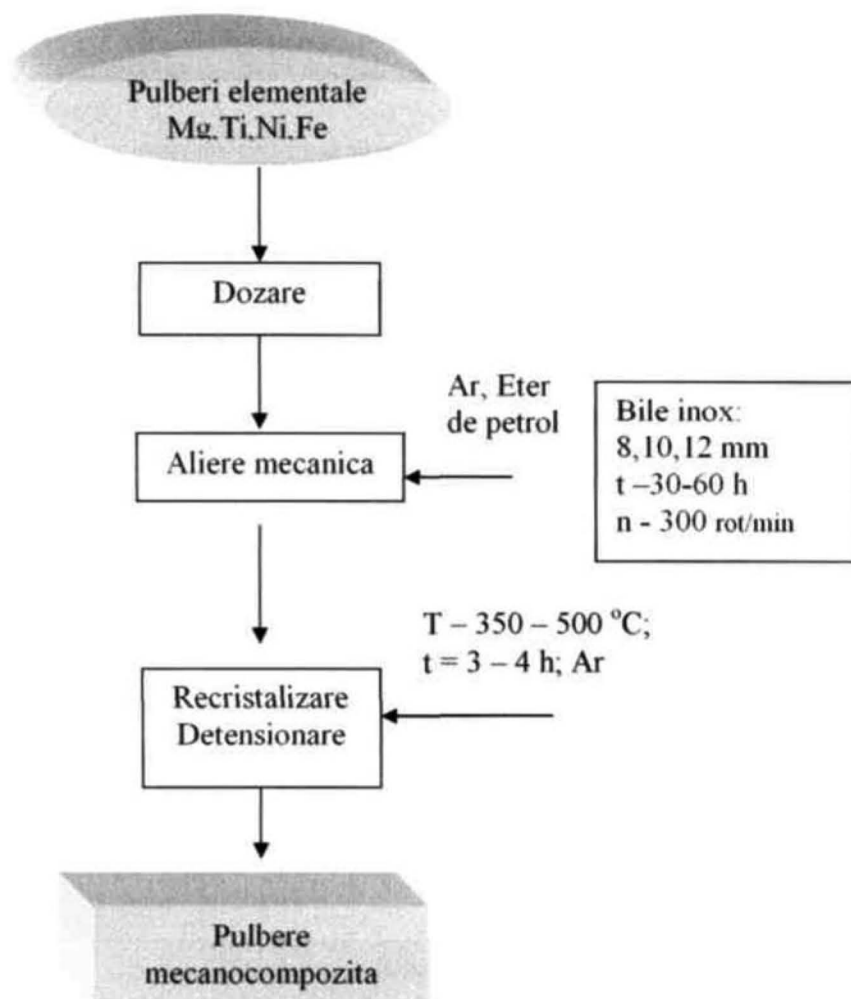 Pulberi elementale
Mg,Ti,Ni,Fe
Dozare
Ar, Eter
de petrol
Aliere mecanica
Bile inox:
8,10,12 mm
t –30-60 h
n - 300 rot/min
T – 350 – 500 °C;
t = 3 – 4 h; Ar
Recristalizare
Detensionare
Pulbere
mecanocompozita